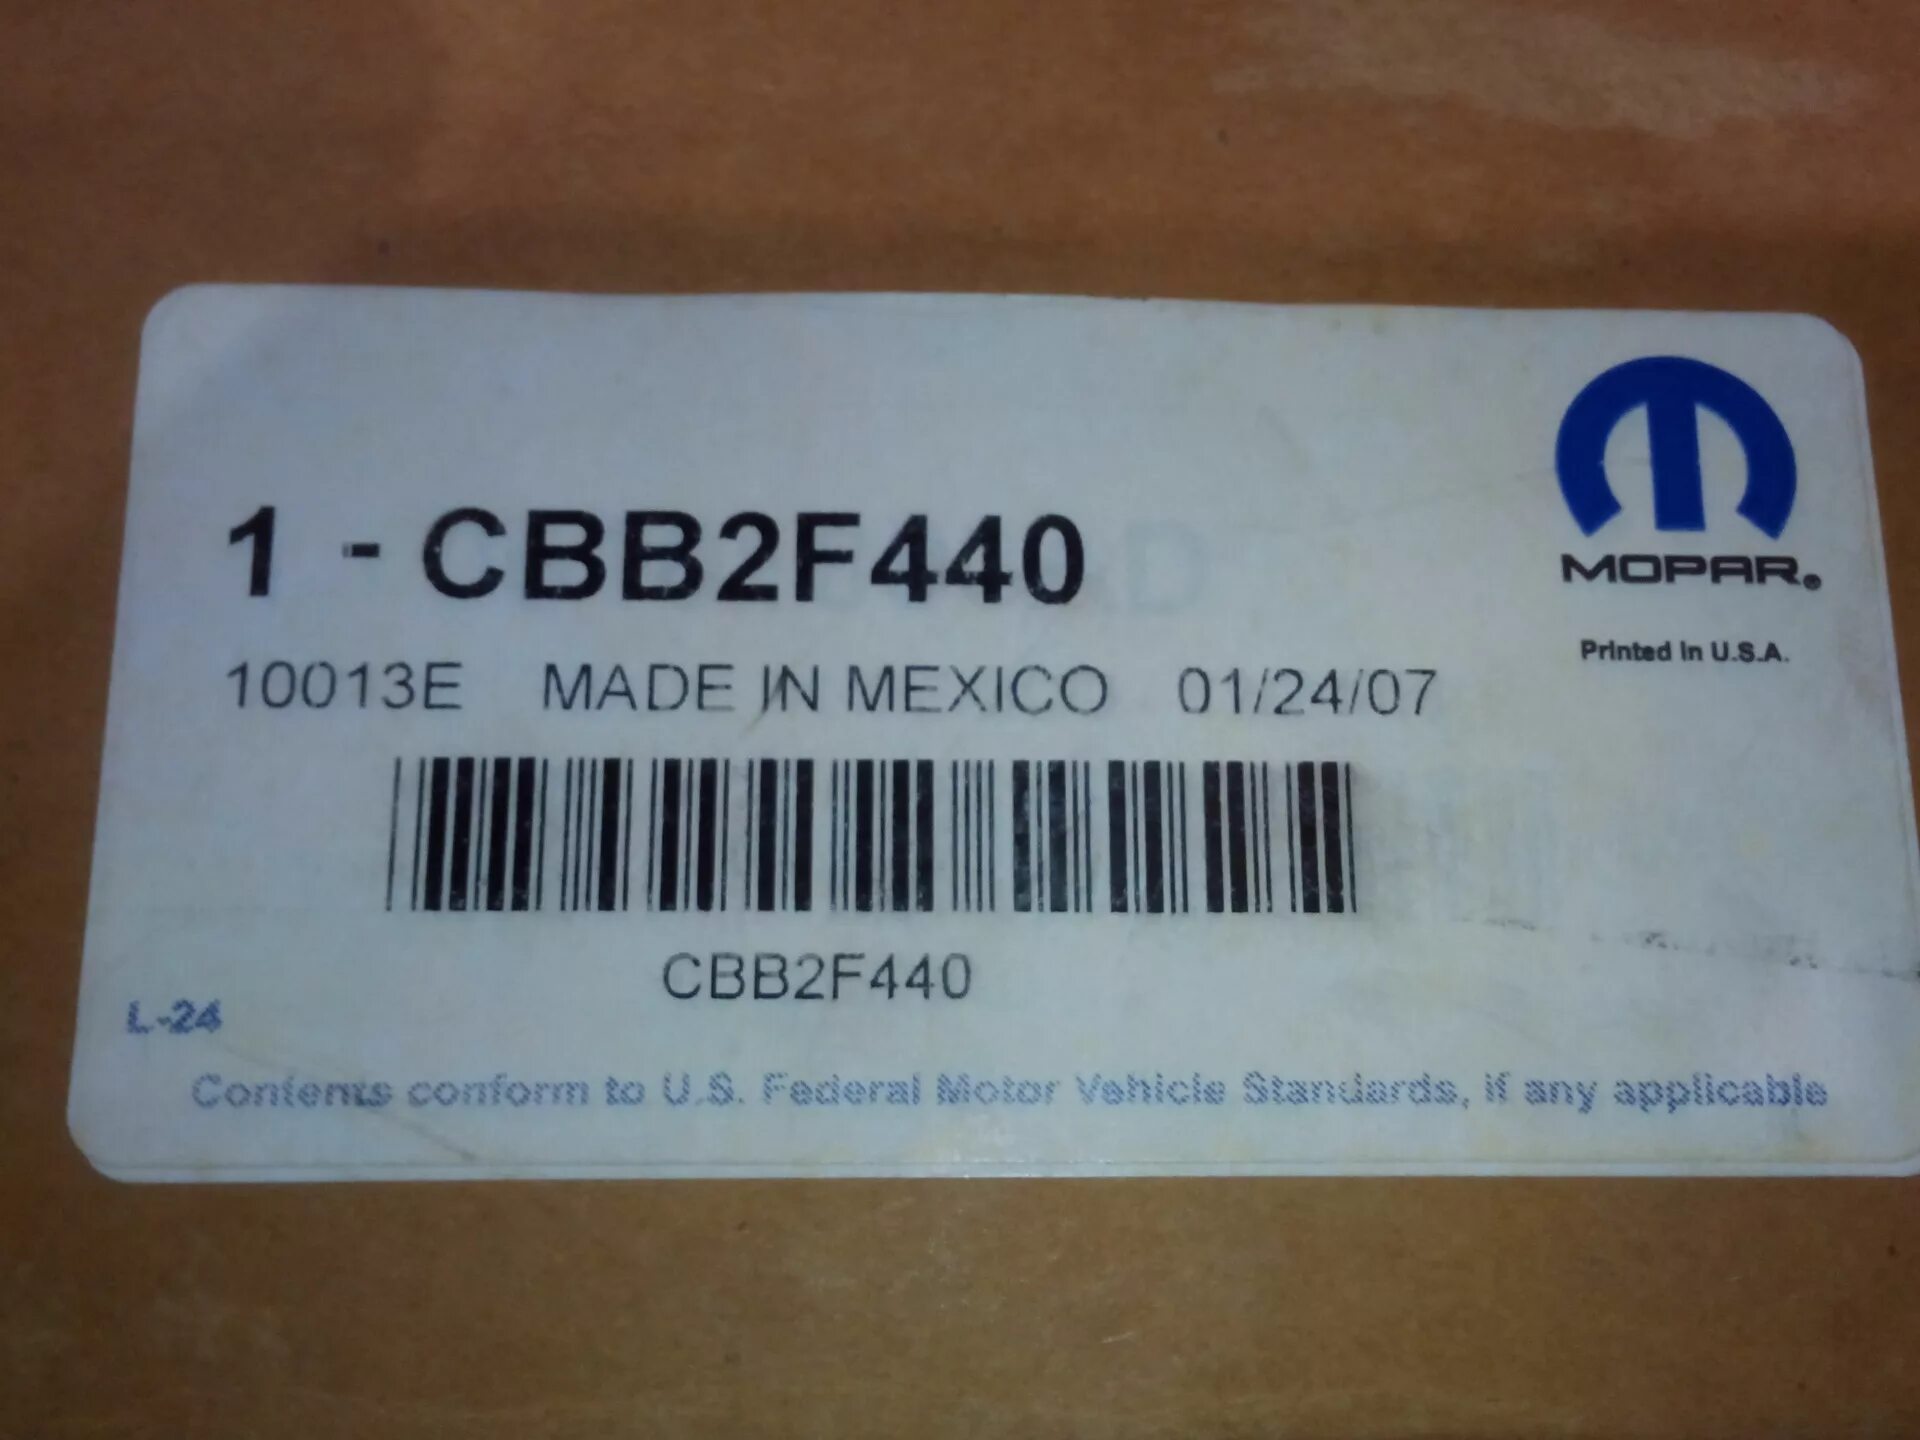 1 - CBB2F440
MOPAR®
Printed in U.S.A.
10013E MADE IN MEXICO 01/24/07
CBB2F440
L-24
Contents conform to U.S. Federal Motor Vehicle Standards, if any applicable